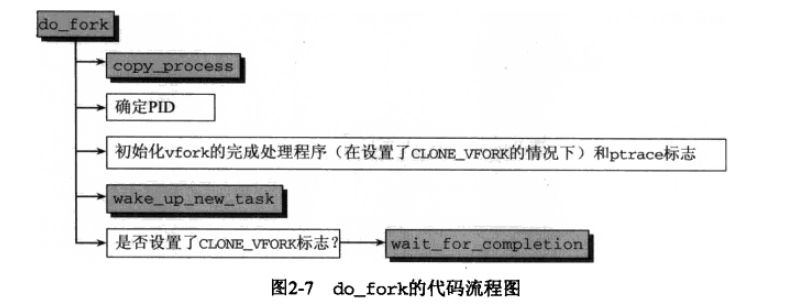 do_fork
copy_process
确定PID
初始化vfork的完成处理程序（在设置了CLONE_VFORK的情况下）和ptrace标志
wake_up_new_task
是否设置了CLONE_VFORK标志？
wait_for_completion
图2-7 do_fork的代码流程图